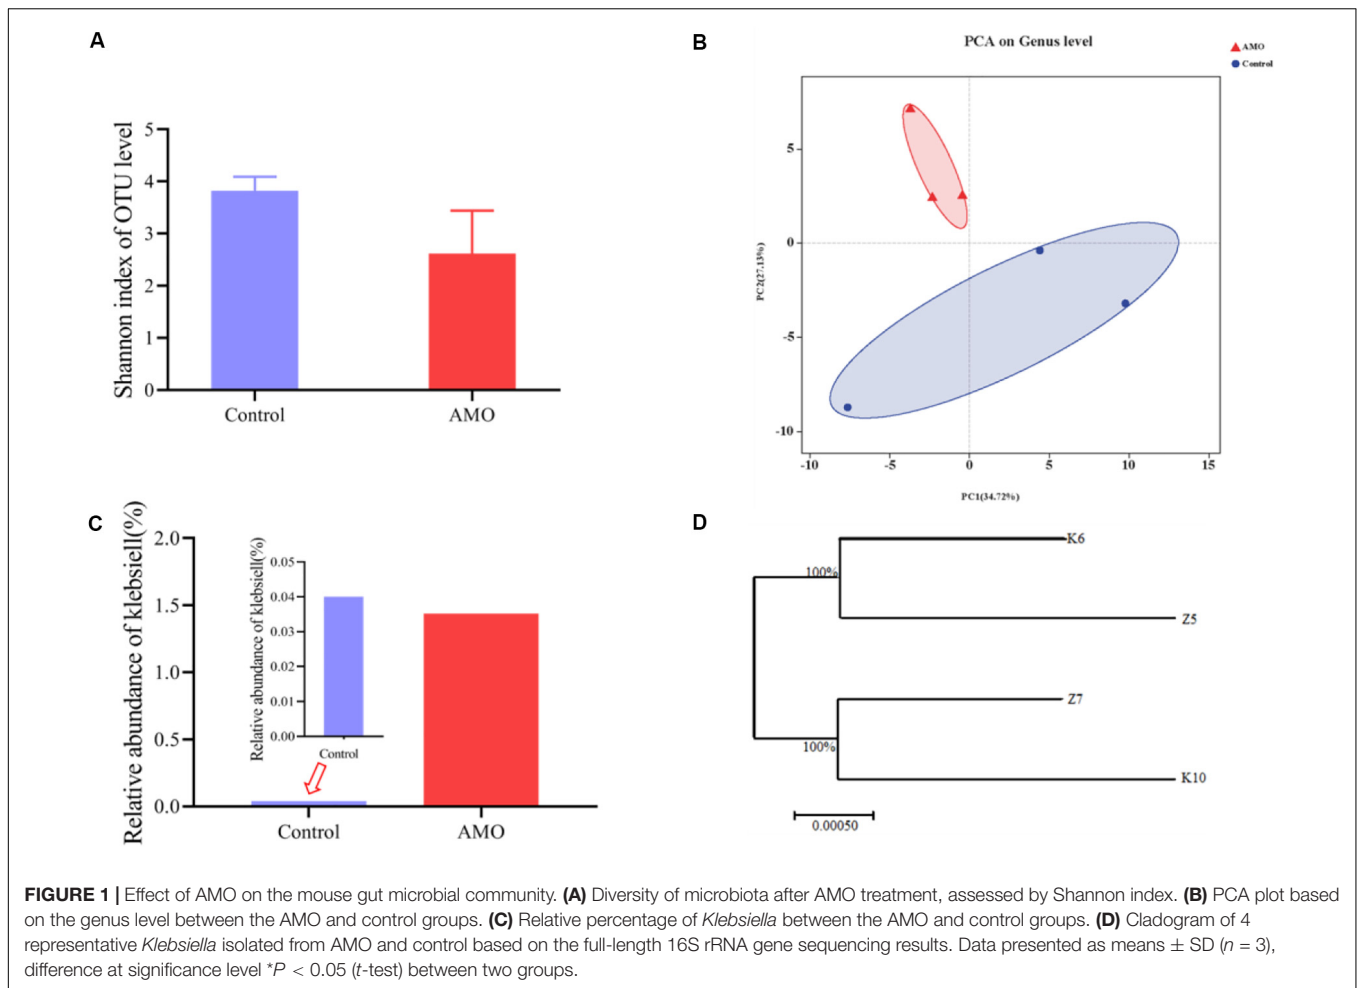 A
Shannon index of OTU level
5
4
3
2
1
0
Control
AMO
B
PCA on Genus level
AMO
Control
PC2(27.13%)
5
0
-5
-10
-10
-5
0
5
10
15
PC1(34.72%)
C
Relative abundance of klebsiell(%)
2.0
1.5
1.0
0.5
0.0
Relative abundance of klebsiell(%)
0.05
0.04
0.03
0.02
0.01
0.00
Control
Control
AMO
D
K6
100%
Z5
Z7
100%
K10
0.00050
FIGURE 1 | Effect of AMO on the mouse gut microbial community. (A) Diversity of microbiota after AMO treatment, assessed by Shannon index. (B) PCA plot based
on the genus level between the AMO and control groups. (C) Relative percentage of Klebsiella between the AMO and control groups. (D) Cladogram of 4
representative Klebsiella isolated from AMO and control based on the full-length 16S rRNA gene sequencing results. Data presented as means ± SD (n = 3),
difference at significance level *P < 0.05 (t-test) between two groups.